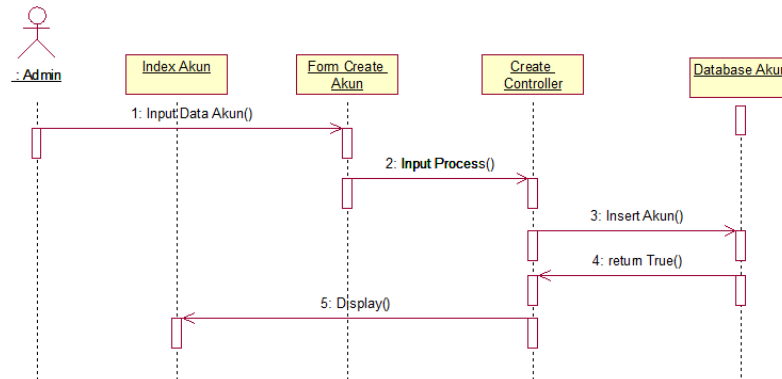 : Admin
Index Akun
Form Create
Akun
Create
Controller
Database Akun
1: Input Data Akun()
2: Input Process()
3: Insert Akun()
4: return True()
5: Display()